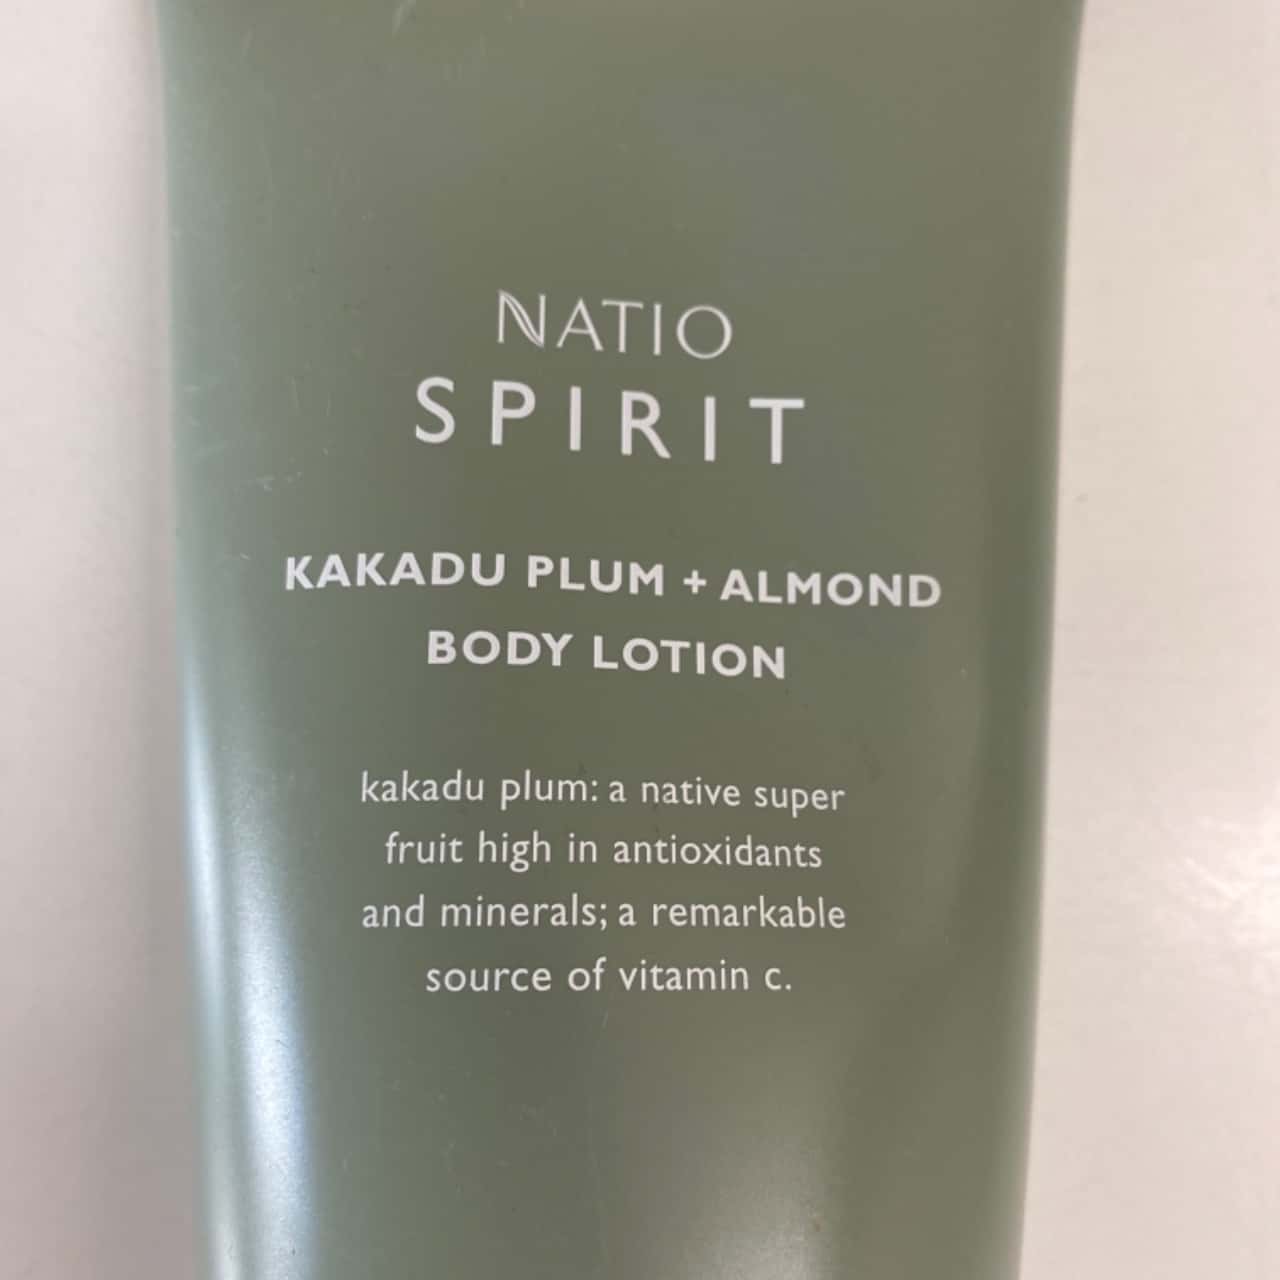 NATIO
SPIRIT
KAKADU PLUM + ALMOND
BODY LOTION
kakadu plum: a native super
fruit high in antioxidants
and minerals; a remarkable
source of vitamin c.